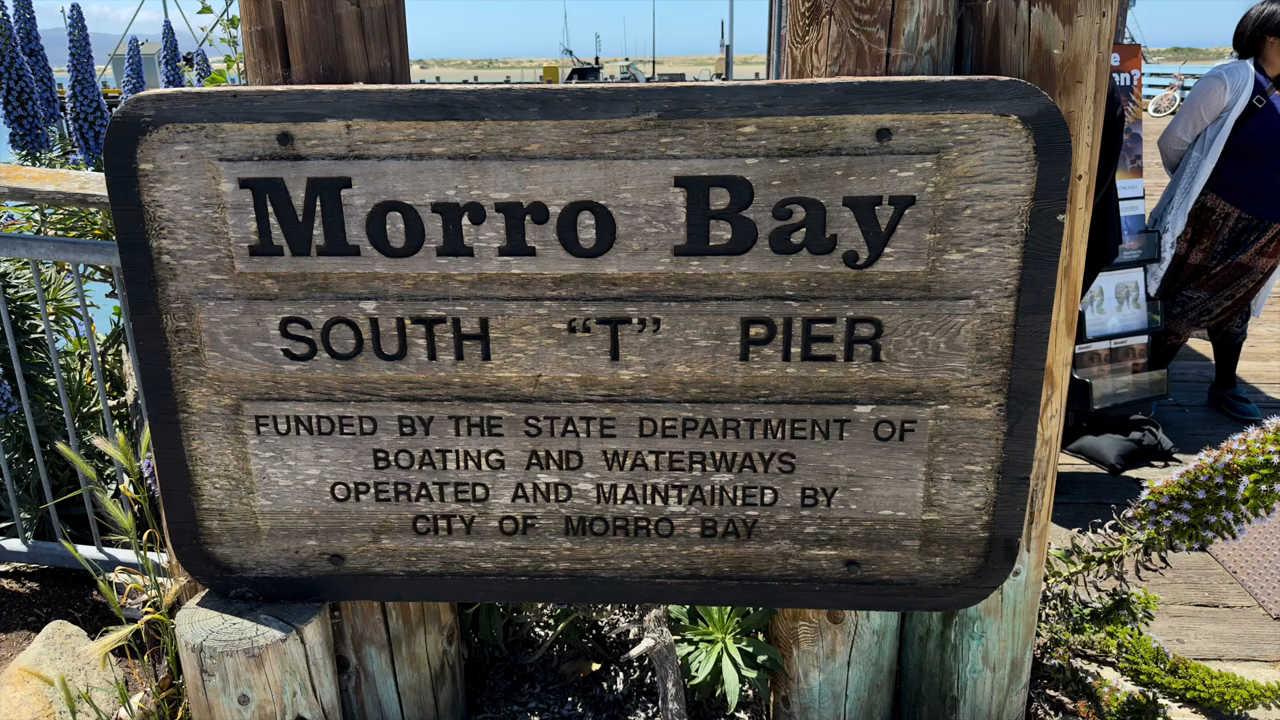 Morro Bay
SOUTH “T” PIER
FUNDED BY THE STATE DEPARTMENT OF
BOATING AND WATERWAYS
OPERATED AND MAINTAINED BY
CITY OF MORRO BAY